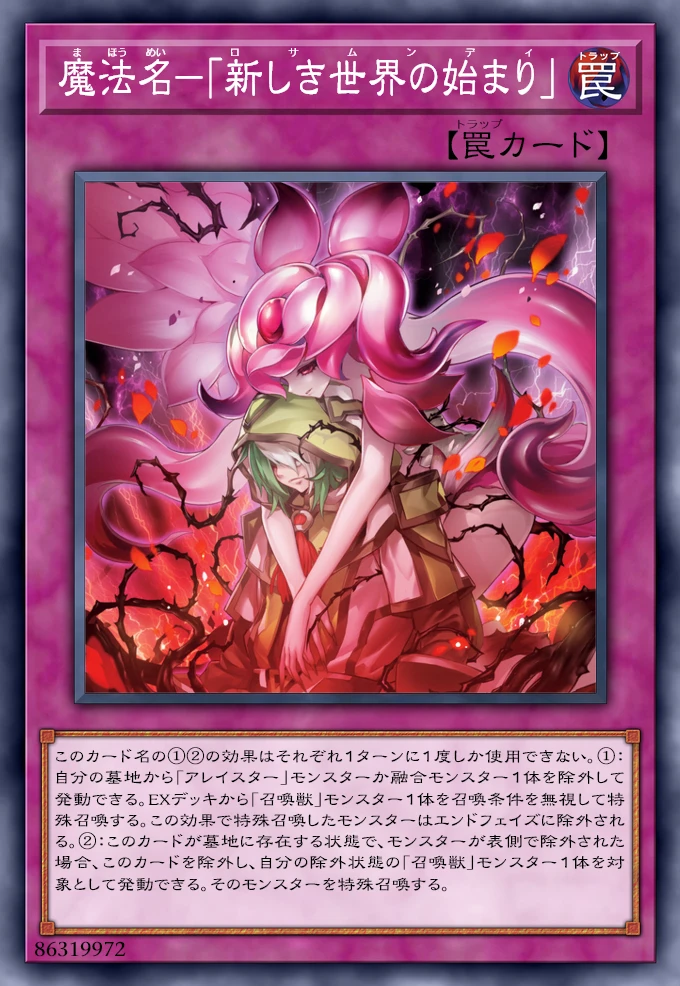 ま ほう めい ロ サ ム ン デ イ
魔法名－「新しき世界の始まり」
トラップ
罠
トラップ
【罠カード】
このカード名の①②の効果はそれぞれ１ターンに１度しか使用できない。①：
自分の墓地から「アレイスター」モンスターか融合モンスター１体を除外して
発動できる。EXデッキから「召喚獣」モンスター１体を召喚条件を無視して特
殊召喚する。この効果で特殊召喚したモンスターはエンドフェイズに除外され
る。②：このカードが墓地に存在する状態で、モンスターが表側で除外された
場合、このカードを除外し、自分の除外状態の「召喚獣」モンスター１体を対
象として発動できる。そのモンスターを特殊召喚する。
86319972